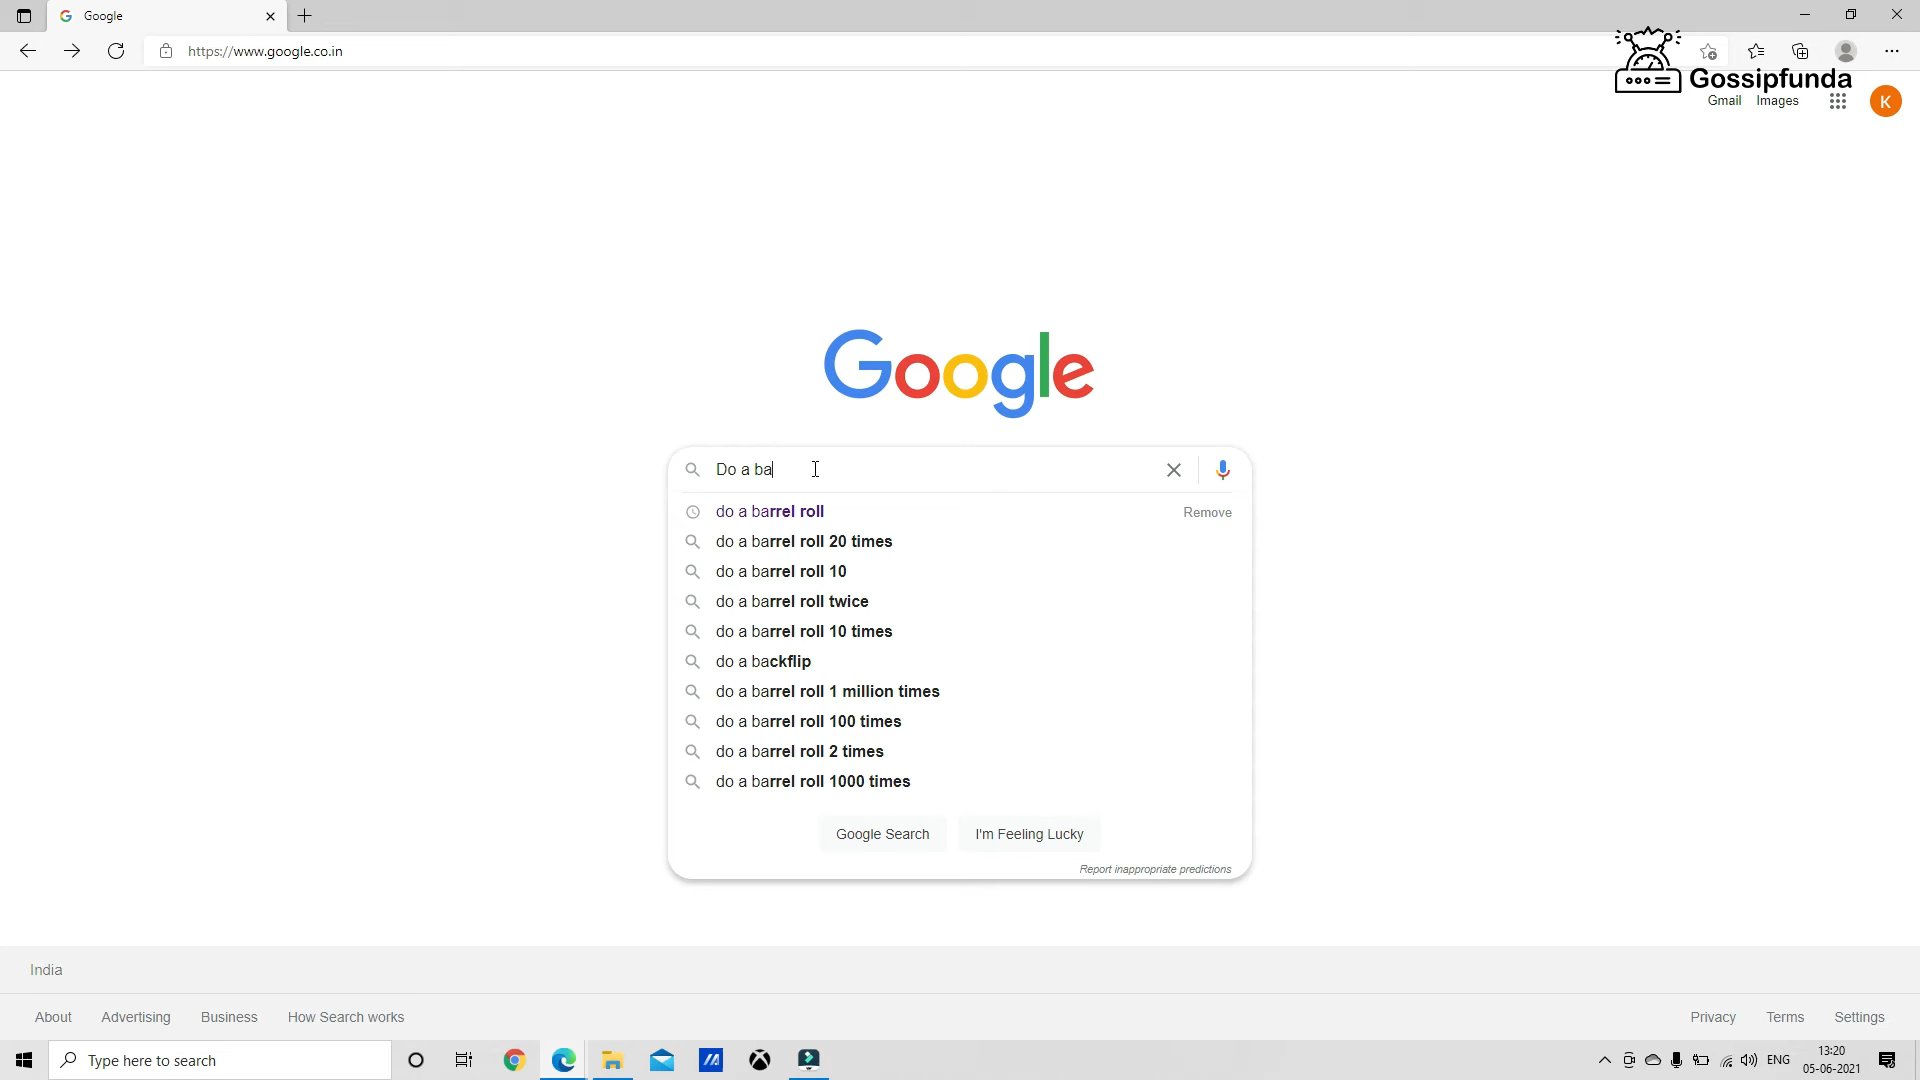 Google
https://www.google.co.in
Gossipfunda
Gmail Images
K
Google
Do a ba
do a barrel roll Remove
do a barrel roll 20 times
do a barrel roll 10
do a barrel roll twice
do a barrel roll 10 times
do a backflip
do a barrel roll 1 million times
do a barrel roll 100 times
do a barrel roll 2 times
do a barrel roll 1000 times
Google Search I'm Feeling Lucky
Report inappropriate predictions
India
About Advertising Business How Search works Privacy Terms Settings
Type here to search ENG 13:20
05-06-2021